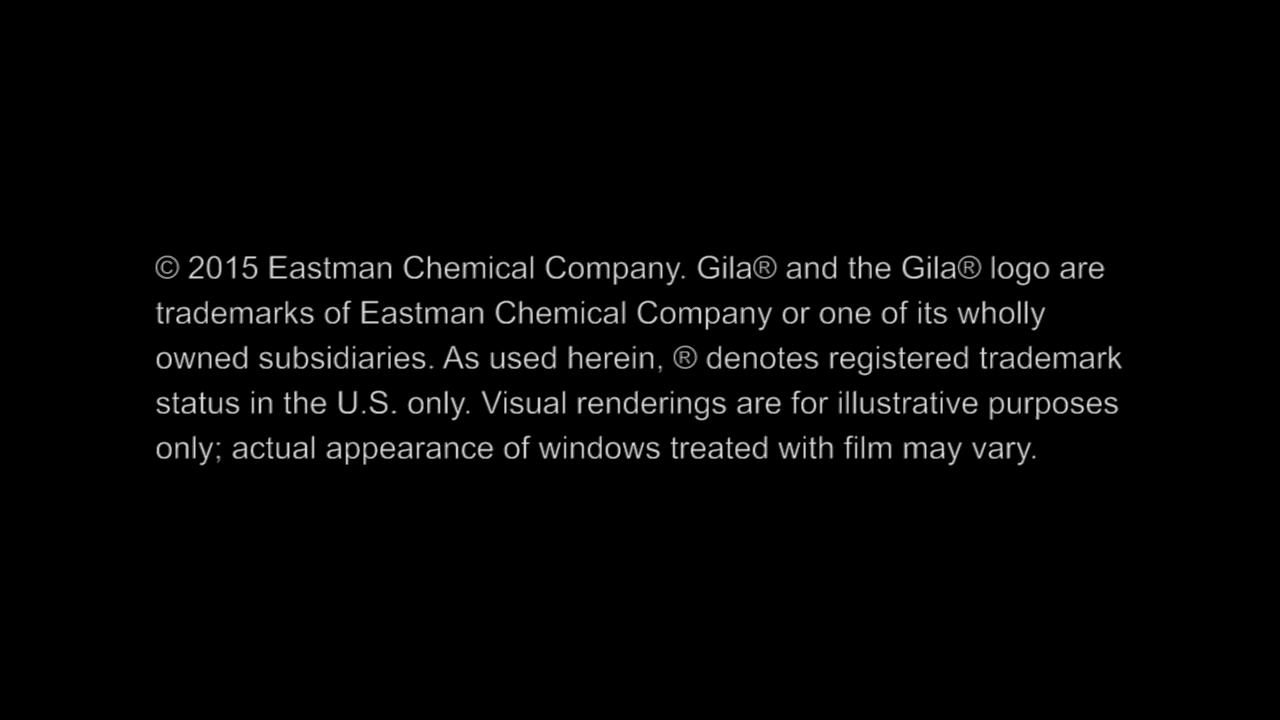 © 2015 Eastman Chemical Company. Gila® and the Gila® logo are
trademarks of Eastman Chemical Company or one of its wholly
owned subsidiaries. As used herein, ® denotes registered trademark
status in the U.S. only. Visual renderings are for illustrative purposes
only; actual appearance of windows treated with film may vary.